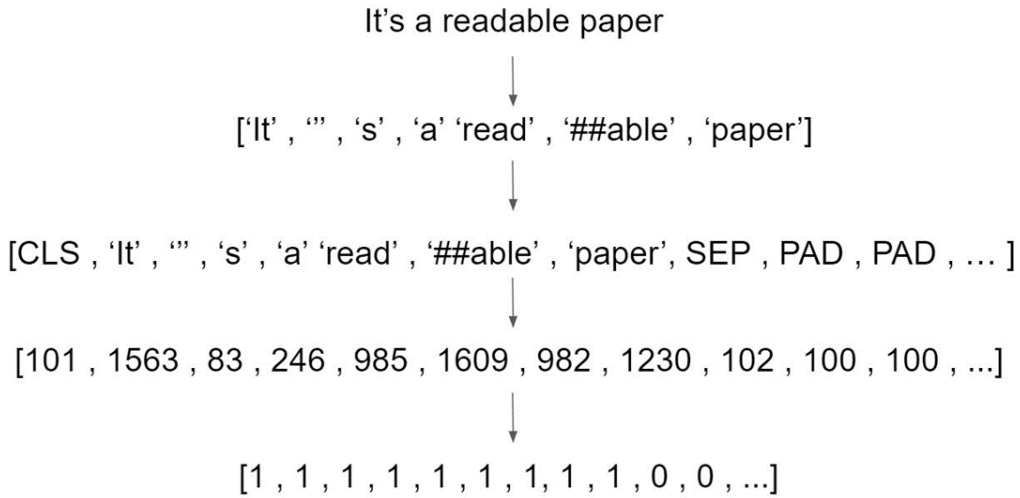 It’s a readable paper
[‘It’ , ‘’’ , ‘s’ , ‘a’ ‘read’ , ‘##able’ , ‘paper’]
[CLS , ‘It’ , ‘’’ , ‘s’ , ‘a’ ‘read’ , ‘##able’ , ‘paper’, SEP , PAD , PAD , … ]
[101 , 1563 , 83 , 246 , 985 , 1609 , 982 , 1230 , 102 , 100 , 100 , ...]
[1 , 1 , 1 , 1 , 1 , 1 , 1, 1 , 1 , 0 , 0 , ...]